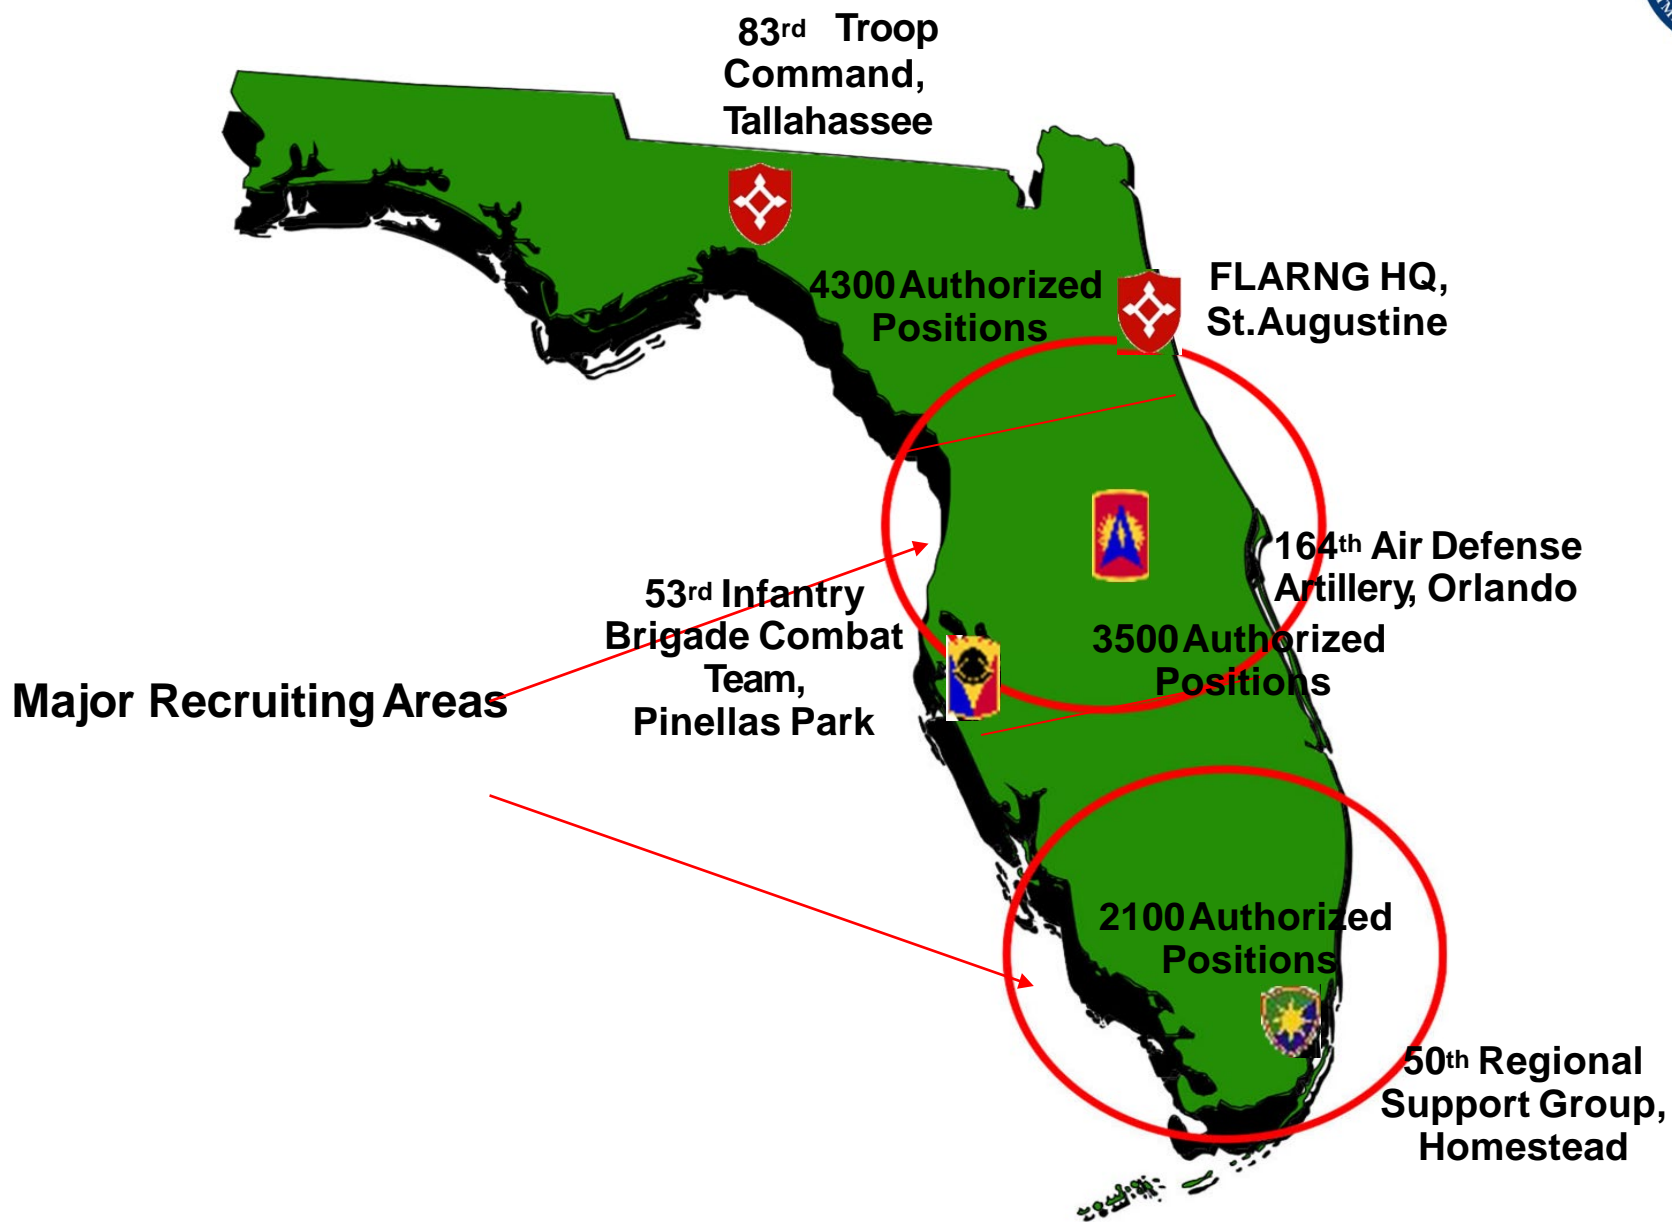 83rd Troop
Command,
Tallahassee
4300 Authorized
Positions
FLARNG HQ,
St.Augustine
164th Air Defense
Artillery, Orlando
53rd Infantry
Brigade Combat
Team,
Pinellas Park
3500 Authorized
Positions
Major Recruiting Areas
2100 Authorized
Positions
50th Regional
Support Group,
Homestead